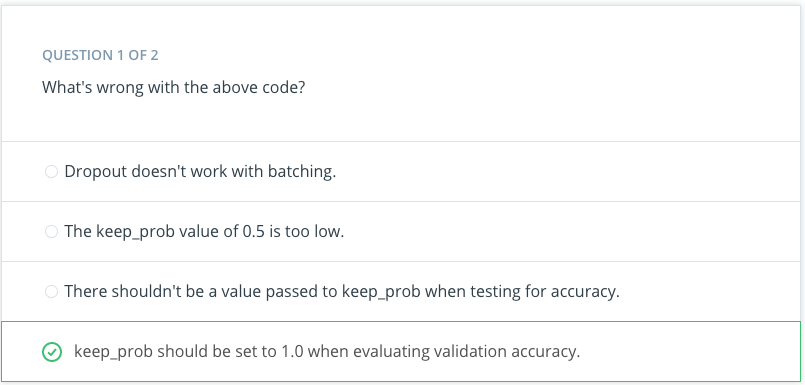 QUESTION 1 OF 2
What's wrong with the above code?
Dropout doesn't work with batching.
The keep_prob value of 0.5 is too low.
There shouldn't be a value passed to keep_prob when testing for accuracy.
keep_prob should be set to 1.0 when evaluating validation accuracy.